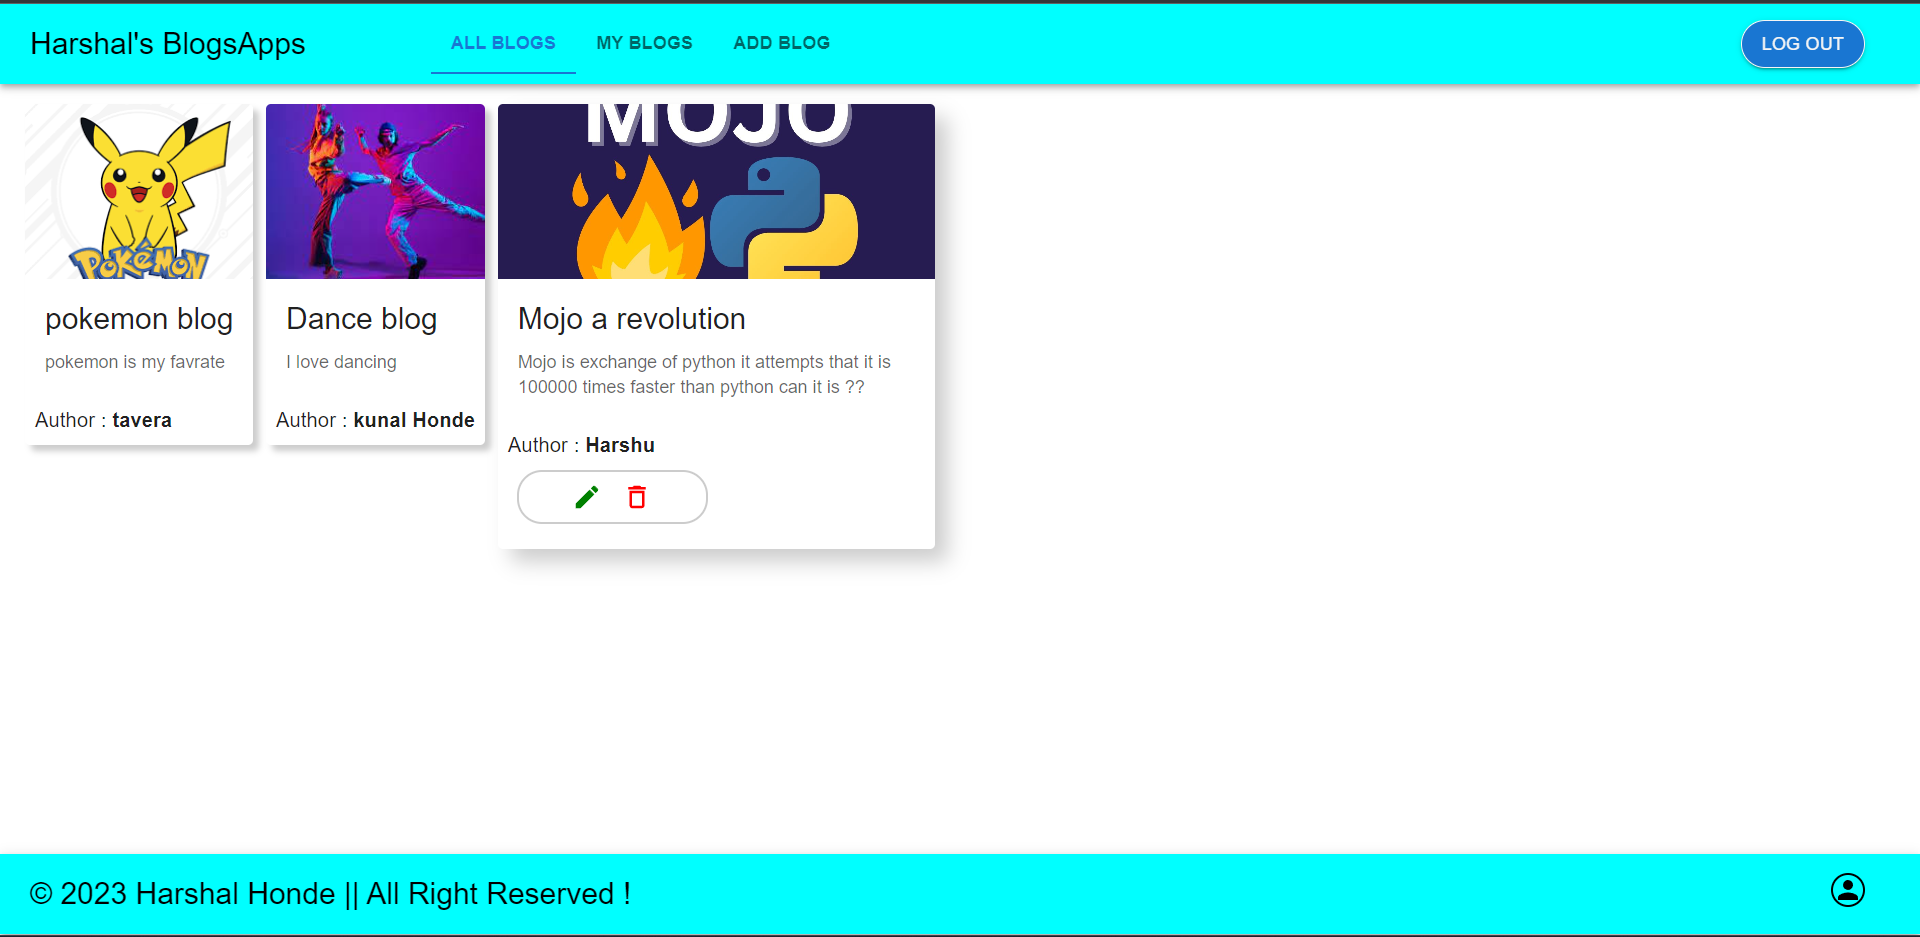 Harshal's BlogsApps
ALL BLOGS
MY BLOGS
ADD BLOG
LOG OUT
POKéMON
pokemon blog
pokemon is my favrate
Author : tavera
Dance blog
I love dancing
Author : kunal Honde
MOJO
Mojo a revolution
Mojo is exchange of python it attempts that it is
100000 times faster than python can it is ??
Author : Harshu
© 2023 Harshal Honde || All Right Reserved !